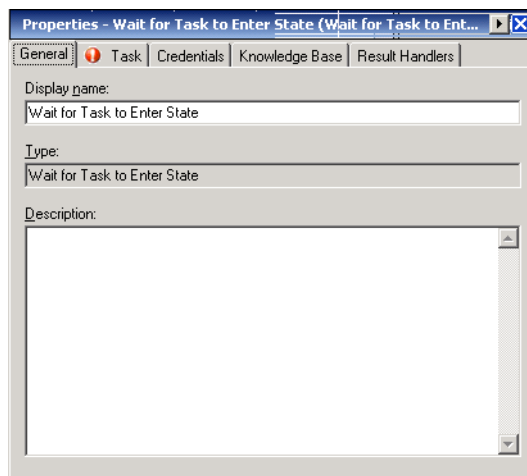 Properties - Wait for Task to Enter State (Wait for Task to Ent...
General Task Credentials Knowledge Base Result Handlers
Display name:
Wait for Task to Enter State
Type:
Wait for Task to Enter State
Description: